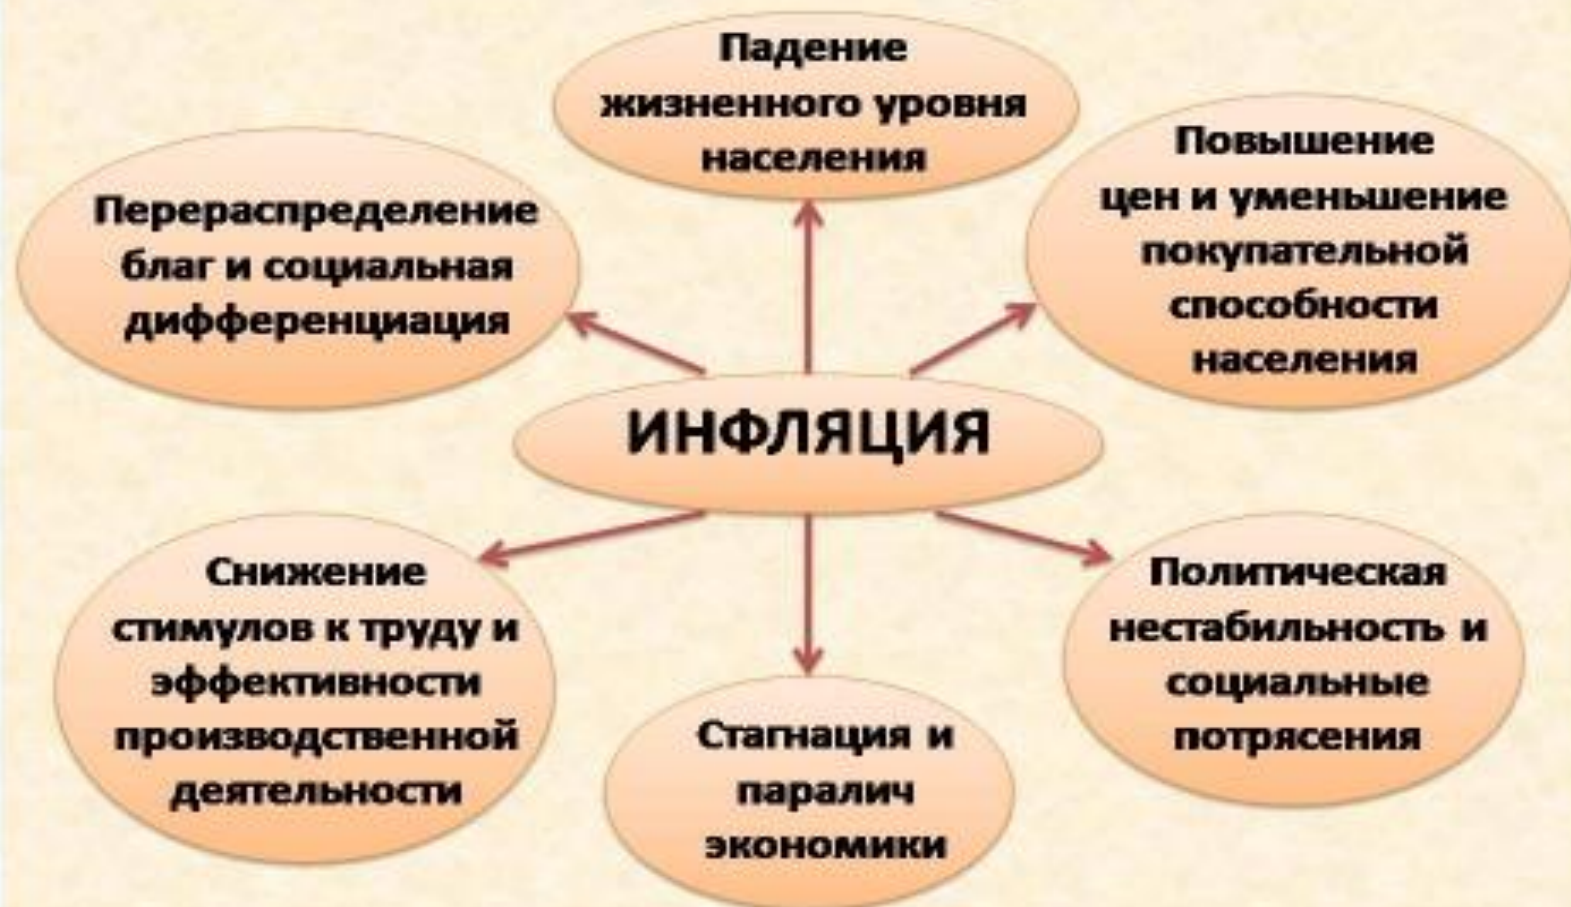 Падение
жизненного уровня
населения
Повышение
цен и уменьшение
покупательной
способности
населения
Перераспределение
благ и социальная
дифференциация
ИНФЛЯЦИЯ
Снижение
стимулов к труду и
эффективности
производственной
деятельности
Стагнация и
паралич
экономики
Политическая
нестабильность и
социальные
потрясения